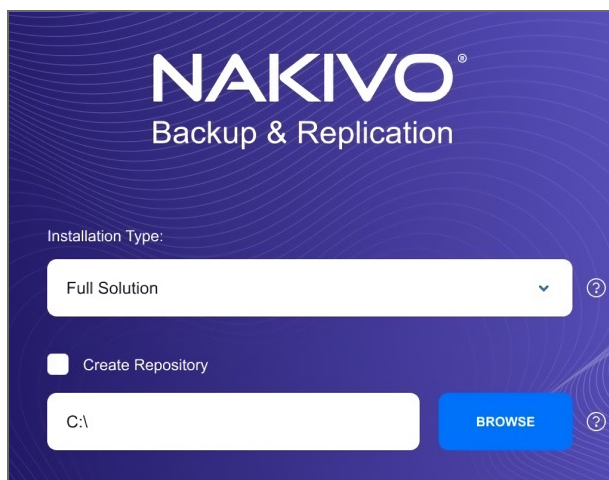 NAKIVO®
Backup & Replication
Installation Type:
Full Solution
?
Create Repository
C:\
BROWSE
?